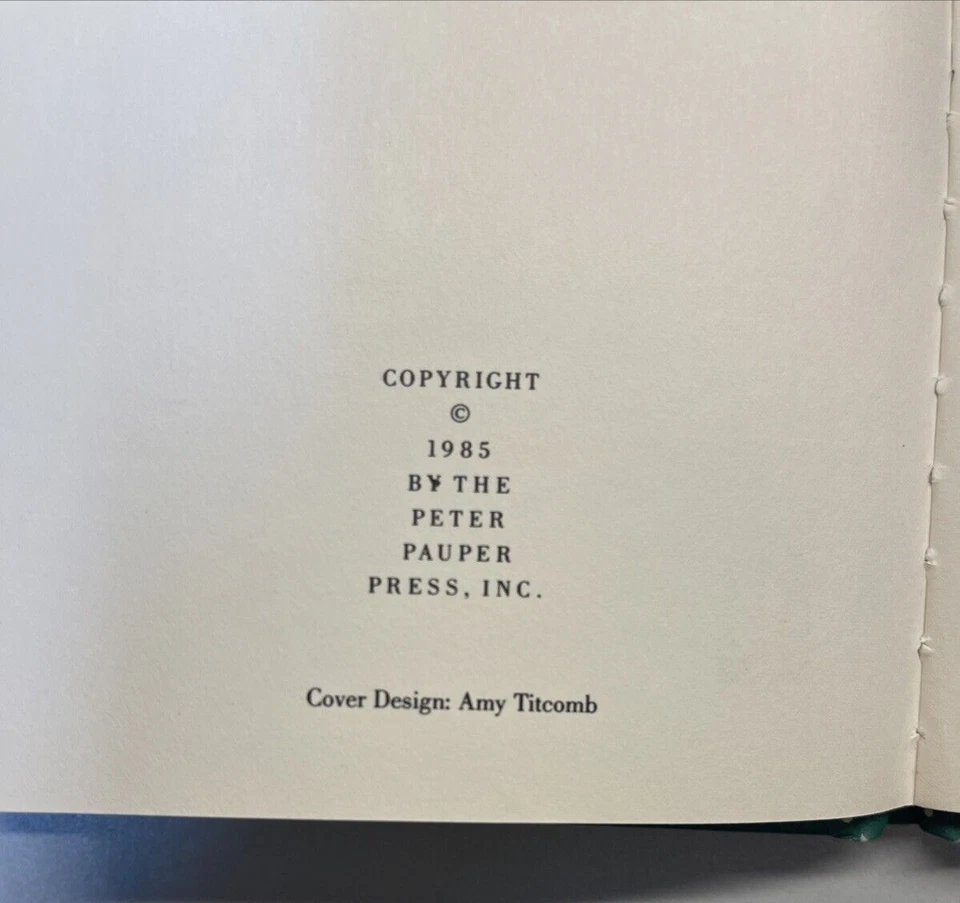 COPYRIGHT
©
1985
BY THE
PETER
PAUPER
PRESS, INC.
Cover Design: Amy Titcomb